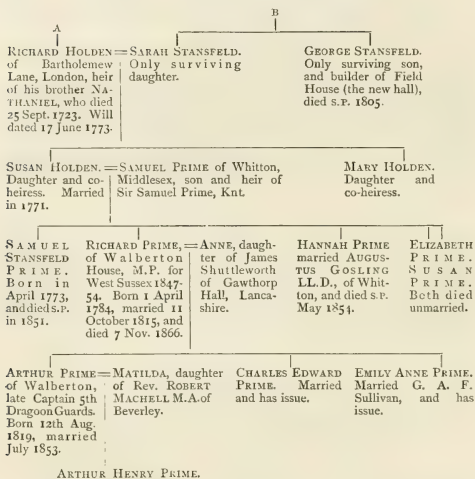 A
B
RICHARD HOLDEN = SARAH STANSFELD.
of Bartholemew
Lane, London, heir
of his brother NA-
THANIEL, who died
25 Sept. 1723. Will
dated 17 June 1773.
Only surviving
daughter.
GEORGE STANSFELD.
Only surviving son,
and builder of Field
House (the new hall),
died S.P. 1805.
SUSAN HOLDEN. = SAMUEL PRIME of Whitton,
Daughter and co-
heiress. Married
in 1771.
Middlesex, son and heir of
Sir Samuel Prime, Knt.
MARY HOLDEN.
Daughter and
co-heiress.
SAMUEL
STANSFELD
PRIME.
Born in
April 1773,
and died S.P.
in 1851.
RICHARD PRIME, =
of Walberton
House, M.P. for
West Sussex 1847-
54. Born 1 April
1784, married 11
October 1815, and
died 7 Nov. 1866.
ANNE, daugh-
ter of James
Shuttleworth
of Gawthorp
Hall, Lanca-
shire.
HANNAH PRIME
married AUGUS-
TUS GOSLING
LL.D., of Whit-
ton, and died S.P.
May 1854.
ELIZABETH
PRIME.
SUSAN
PRIME.
Both died
unmarried.
ARTHUR PRIME =
of Walberton,
late Captain 5th
Dragoon Guards.
Born 12th Aug.
1819, married
July 1853.
MATILDA, daughter
of Rev. ROBERT
MACHELL M.A. of
Beverley.
CHARLES EDWARD
PRIME. Married
and has issue.
EMILY ANNE PRIME.
Married G. A. F.
Sullivan, and has
issue.
ARTHUR HENRY PRIME.